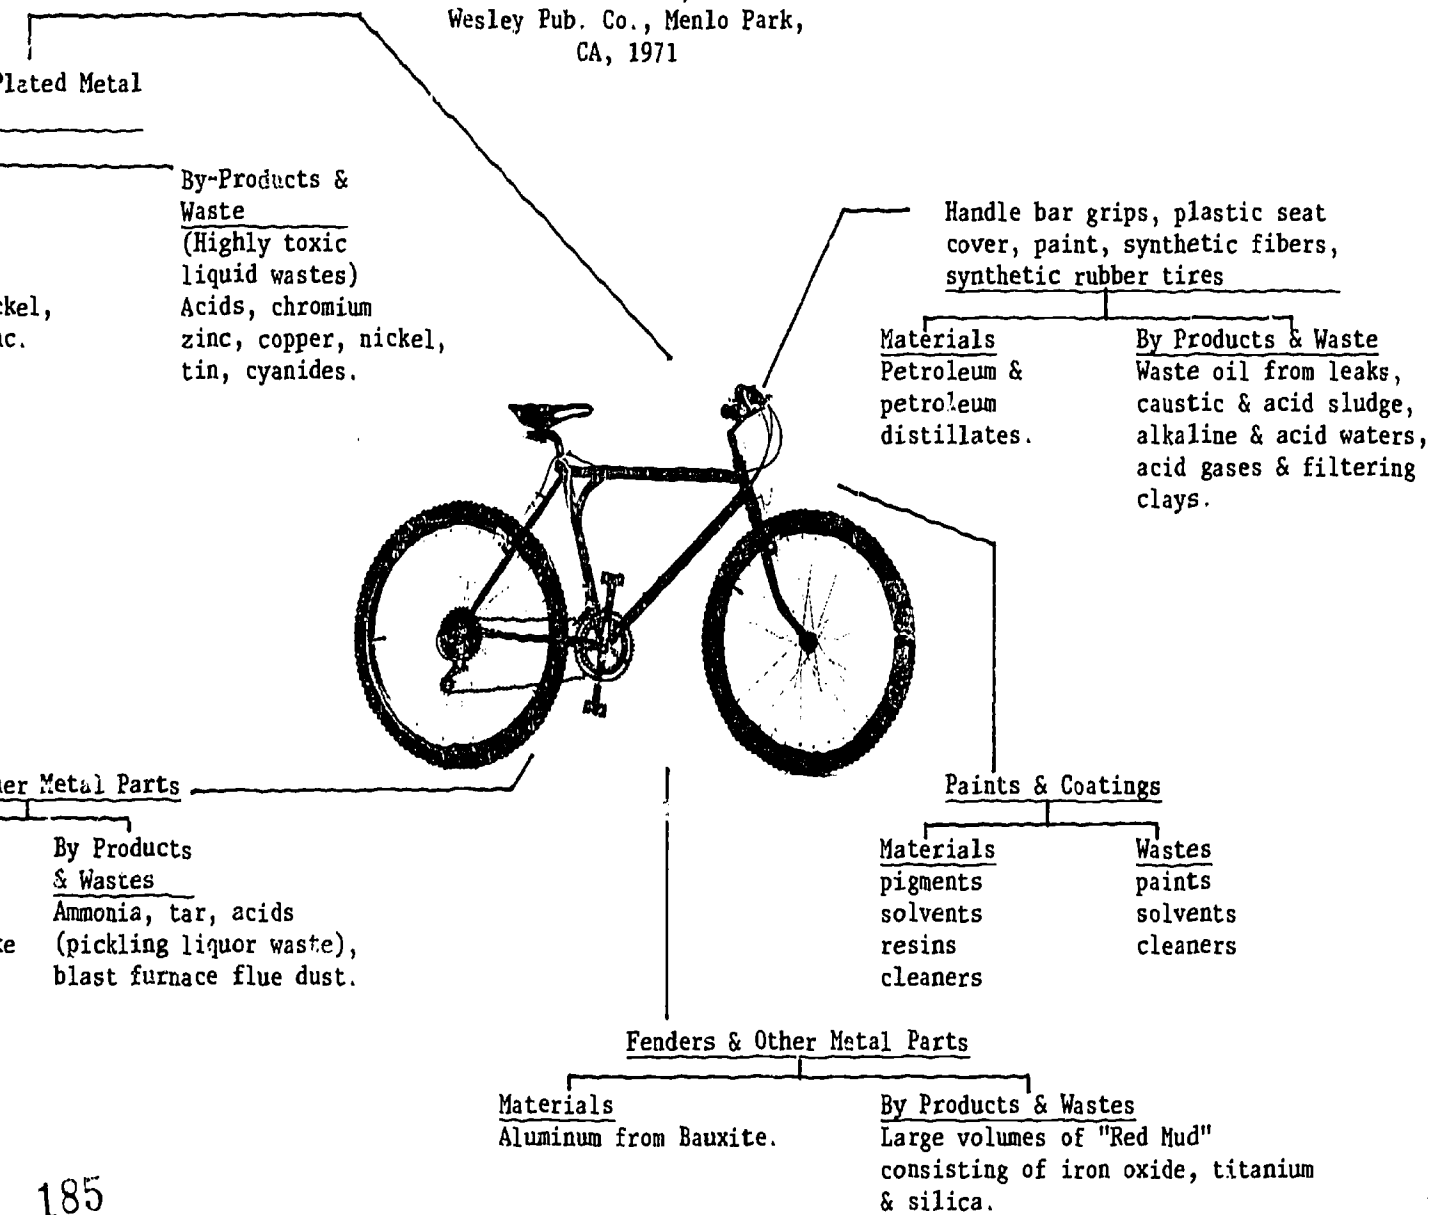 Wesley Pub. Co., Menlo Park,
CA, 1971
Plated Metal
By-Products &
Waste
(Highly toxic
liquid wastes)
Acids, chromium
zinc, copper, nickel,
tin, cyanides.
Handle bar grips, plastic seat
cover, paint, synthetic fibers,
synthetic rubber tires
Materials
Petroleum &
petroleum
distillates.
By Products & Waste
Waste oil from leaks,
caustic & acid sludge,
alkaline & acid waters,
acid gases & filtering
clays.
Metal Parts
By Products
& Wastes
Ammonia, tar, acids
(pickling liquor waste),
blast furnace flue dust.
Paints & Coatings
Materials
pigments
solvents
resins
cleaners
Wastes
paints
solvents
cleaners
Fenders & Other Metal Parts
Materials
Aluminum from Bauxite.
By Products & Wastes
Large volumes of "Red Mud"
consisting of iron oxide, titanium
& silica.
185